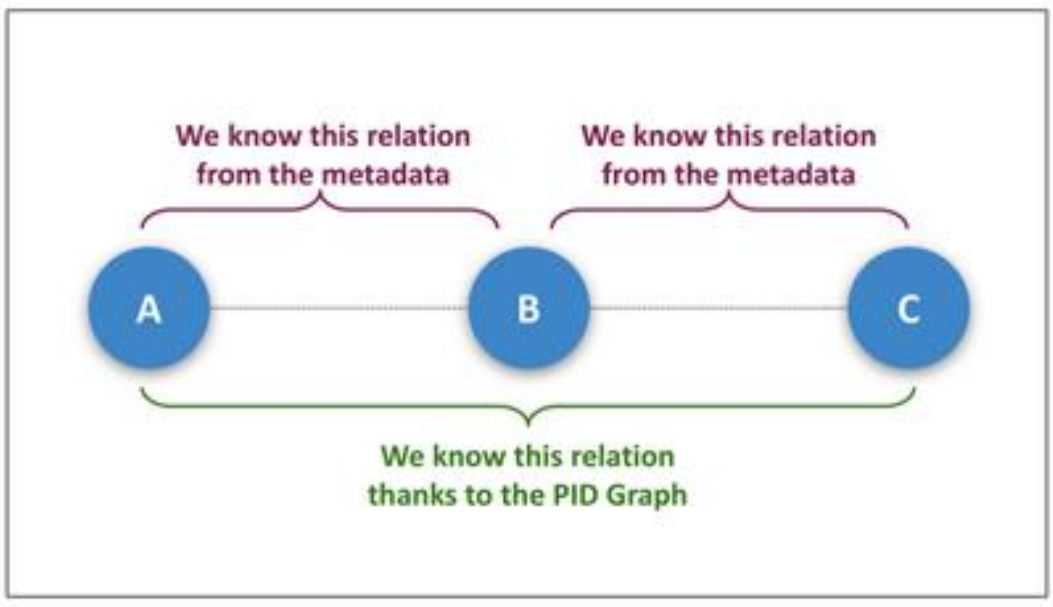 We know this relation
from the metadata
We know this relation
from the metadata
A
B
C
We know this relation
thanks to the PID Graph